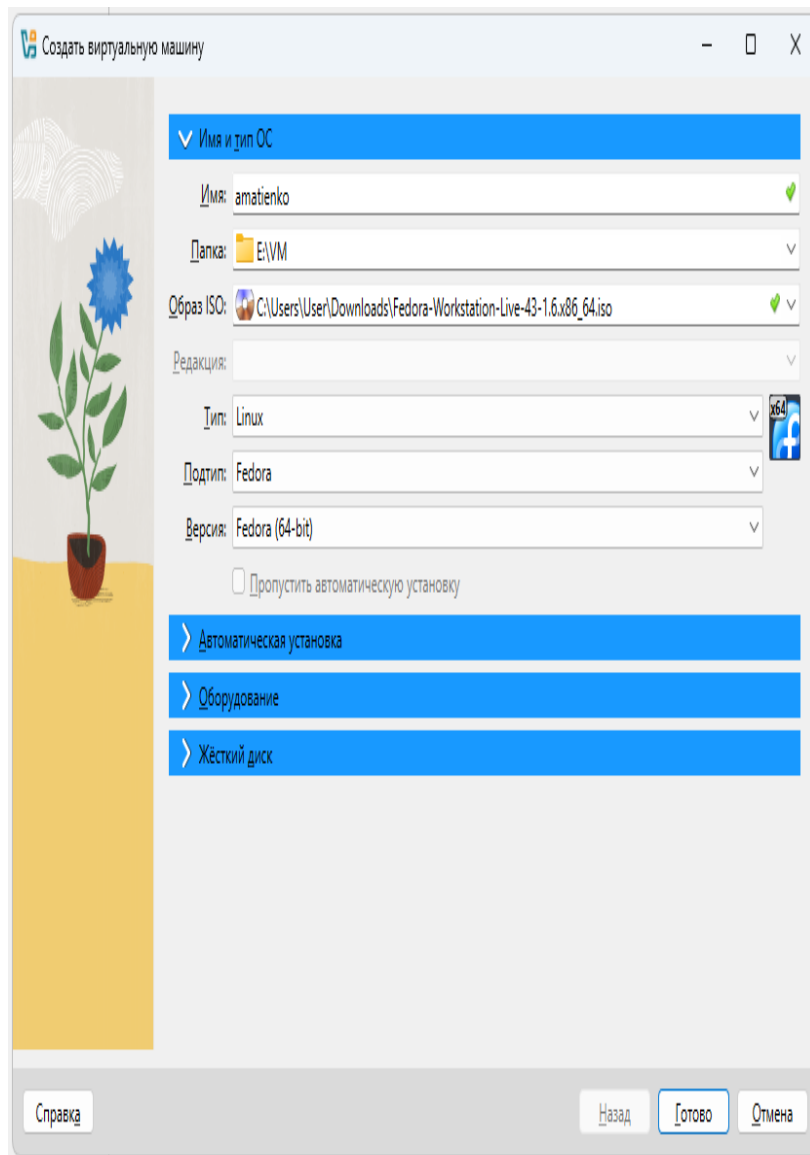 Создать виртуальную машину
Имя и тип ОС
Имя: amatienko
Папка: E:\VM
Образ ISO: C:\Users\User\Downloads\Fedora-Workstation-Live-43-1.6.x86_64.iso
Редакция:
Тип: Linux
x64
Подтип: Fedora
Версия: Fedora (64-bit)
Пропустить автоматическую установку
Автоматическая установка
Оборудование
Жёсткий диск
Справка Назад Готово Отмена